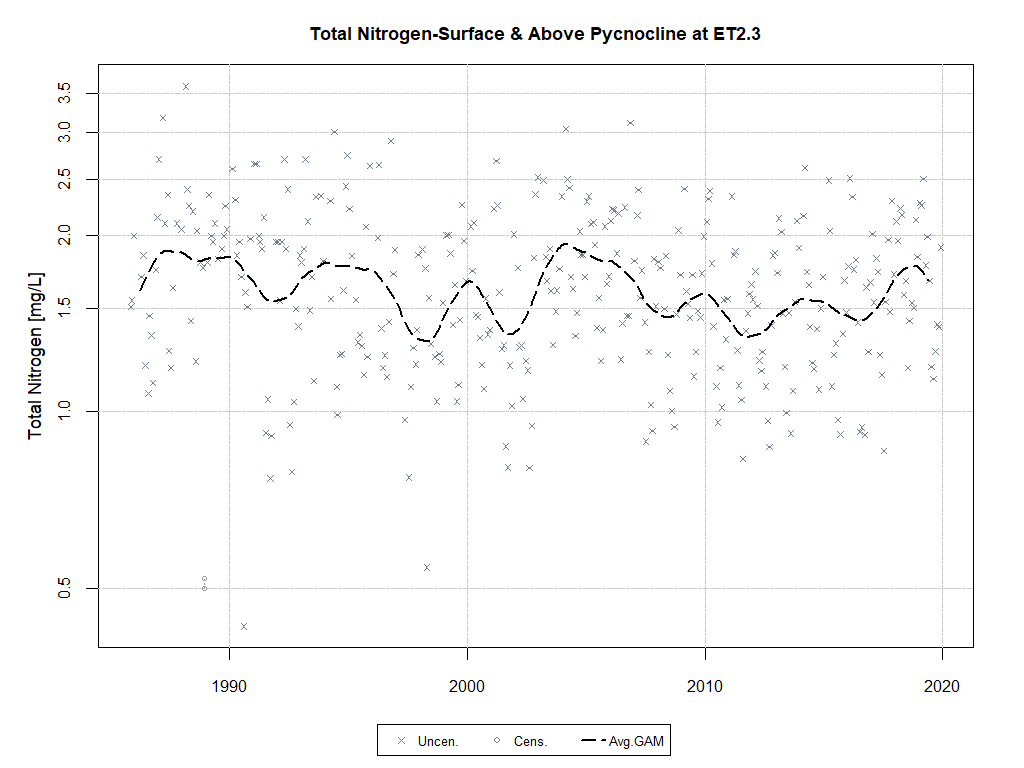 Total Nitrogen-Surface & Above Pycnocline at ET2.3
Total Nitrogen [mg/L]
3.5
3.0
2.5
2.0
1.5
1.0
0.5
1990 2000 2010 2020
Uncen. Cens. Avg.GAM